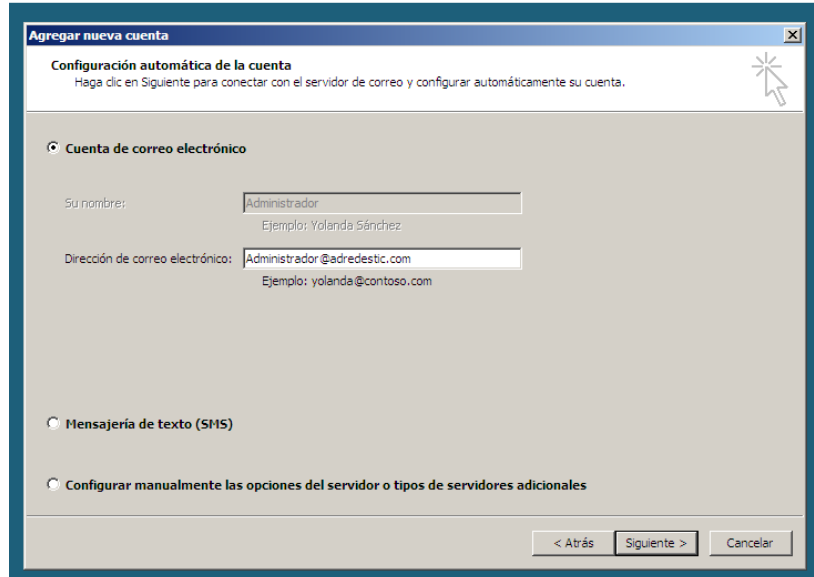 Agregar nueva cuenta
Configuración automática de la cuenta
Haga clic en Siguiente para conectar con el servidor de correo y configurar automáticamente su cuenta.
Cuenta de correo electrónico
Su nombre: Administrador
Ejemplo: Yolanda Sánchez
Dirección de correo electrónico: Administrador@adredestic.com
Ejemplo: yolanda@contoso.com
Mensajería de texto (SMS)
Configurar manualmente las opciones del servidor o tipos de servidores adicionales
< Atrás Siguiente > Cancelar